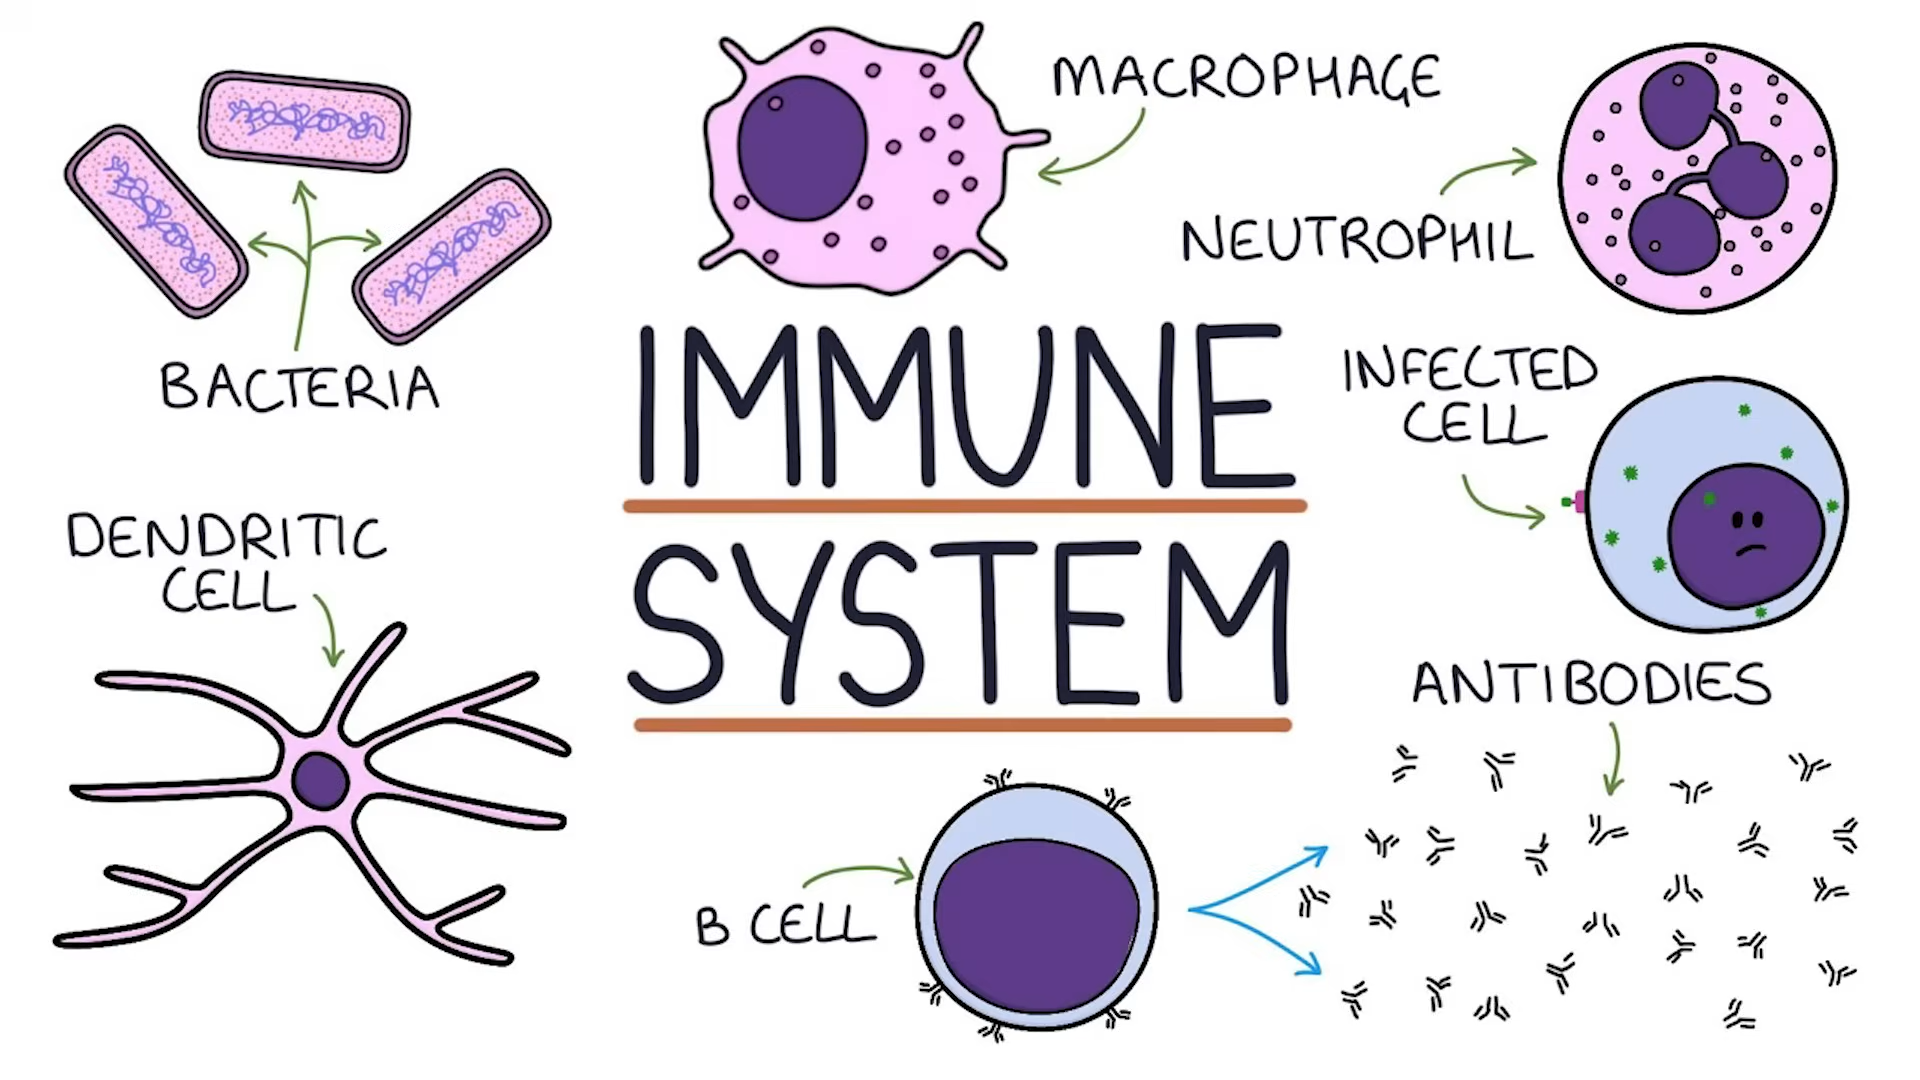 MACROPHAGE
NEUTROPHIL
BACTERIA
IMMUNE
SYSTEM
INFECTED
CELL
DENDRITIC
CELL
ANTIBODIES
B CELL